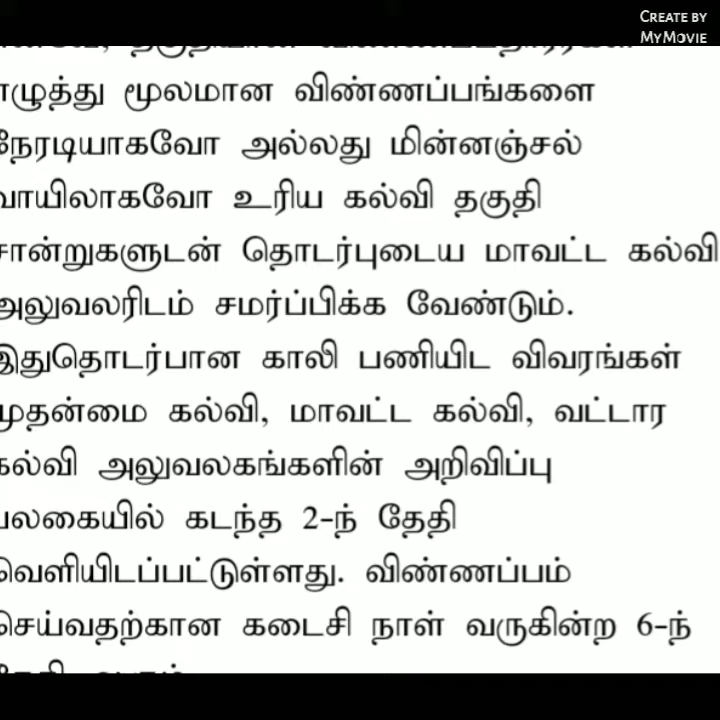 CREATE BY
MYMOVIE
எழுத்து மூலமான விண்ணப்பங்களை
நேரடியாகவோ அல்லது மின்னஞ்சல்
வாயிலாகவோ உரிய கல்வி தகுதி
சான்றுகளுடன் தொடர்புடைய மாவட்ட கல்வி
அலுவலரிடம் சமர்ப்பிக்க வேண்டும்.
இதுதொடர்பான காலி பணியிட விவரங்கள்
முதன்மை கல்வி, மாவட்ட கல்வி, வட்டார
கல்வி அலுவலகங்களின் அறிவிப்பு
பலகையில் கடந்த 2-ந் தேதி
வெளியிடப்பட்டுள்ளது. விண்ணப்பம்
செய்வதற்கான கடைசி நாள் வருகின்ற 6-ந்